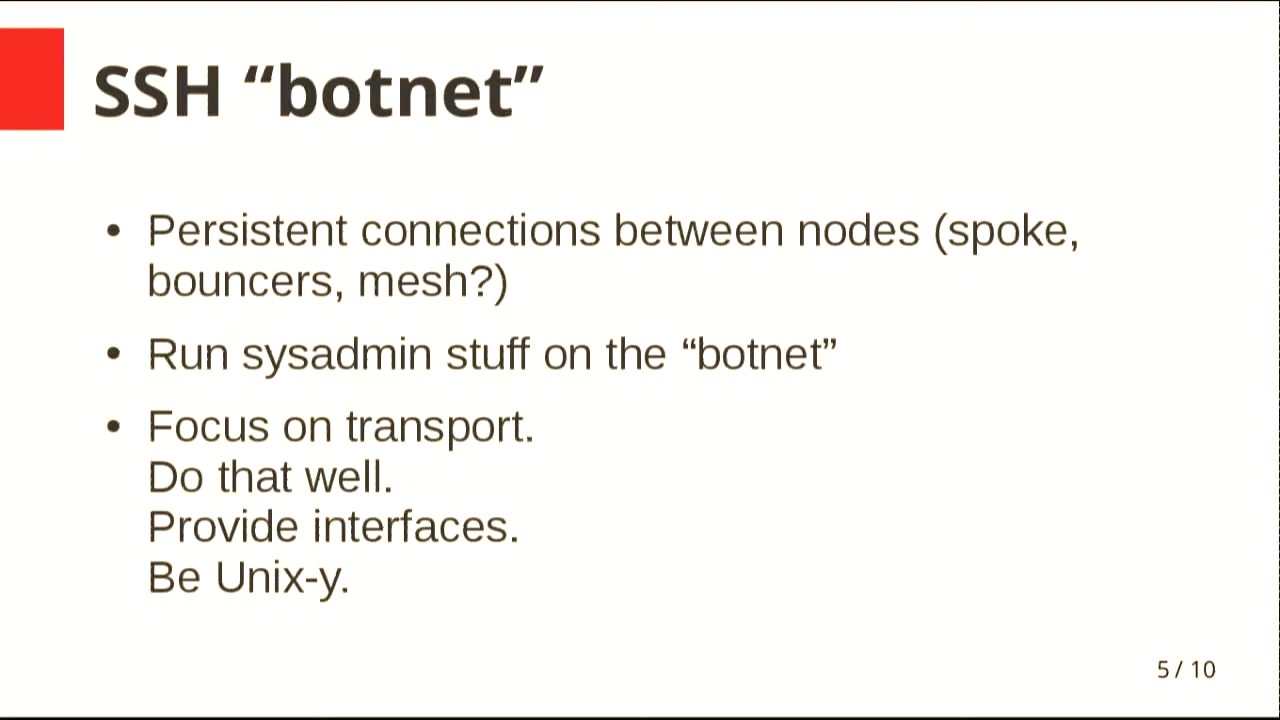 SSH “botnet”
• Persistent connections between nodes (spoke,
bouncers, mesh?)
• Run sysadmin stuff on the “botnet”
• Focus on transport.
Do that well.
Provide interfaces.
Be Unix-y.
5 / 10